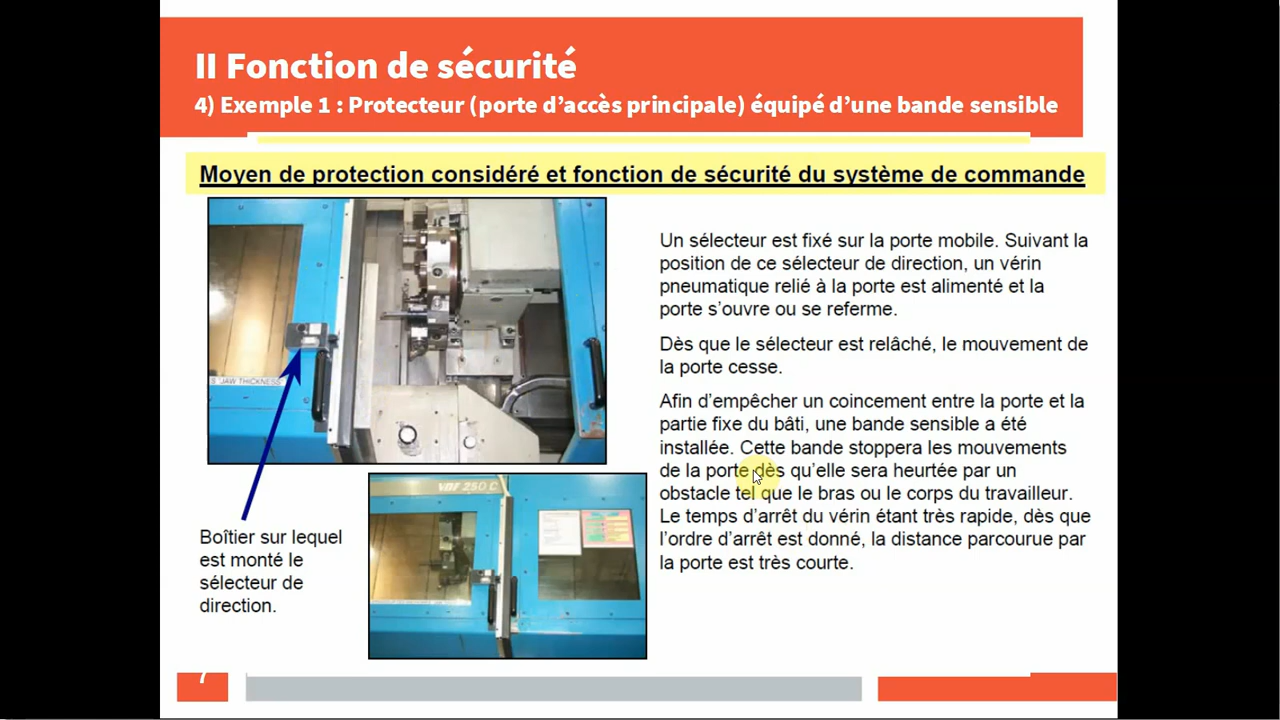 II Fonction de sécurité
4) Exemple 1 : Protecteur (porte d’accès principale) équipé d’une bande sensible
Moyen de protection considéré et fonction de sécurité du système de commande
Un sélecteur est fixé sur la porte mobile. Suivant la
position de ce sélecteur de direction, un vérin
pneumatique relié à la porte est alimenté et la
porte s’ouvre ou se referme.
Dès que le sélecteur est relâché, le mouvement de
la porte cesse.
Afin d’empêcher un coincement entre la porte et la
partie fixe du bâti, une bande sensible a été
installée. Cette bande stoppera les mouvements
de la porte dès qu’elle sera heurtée par un
obstacle tel que le bras ou le corps du travailleur.
Le temps d’arrêt du vérin étant très rapide, dès que
l’ordre d’arrêt est donné, la distance parcourue par
la porte est très courte.
JAW THICKNESS
250 C
Boîtier sur lequel
est monté le
sélecteur de
direction.
7